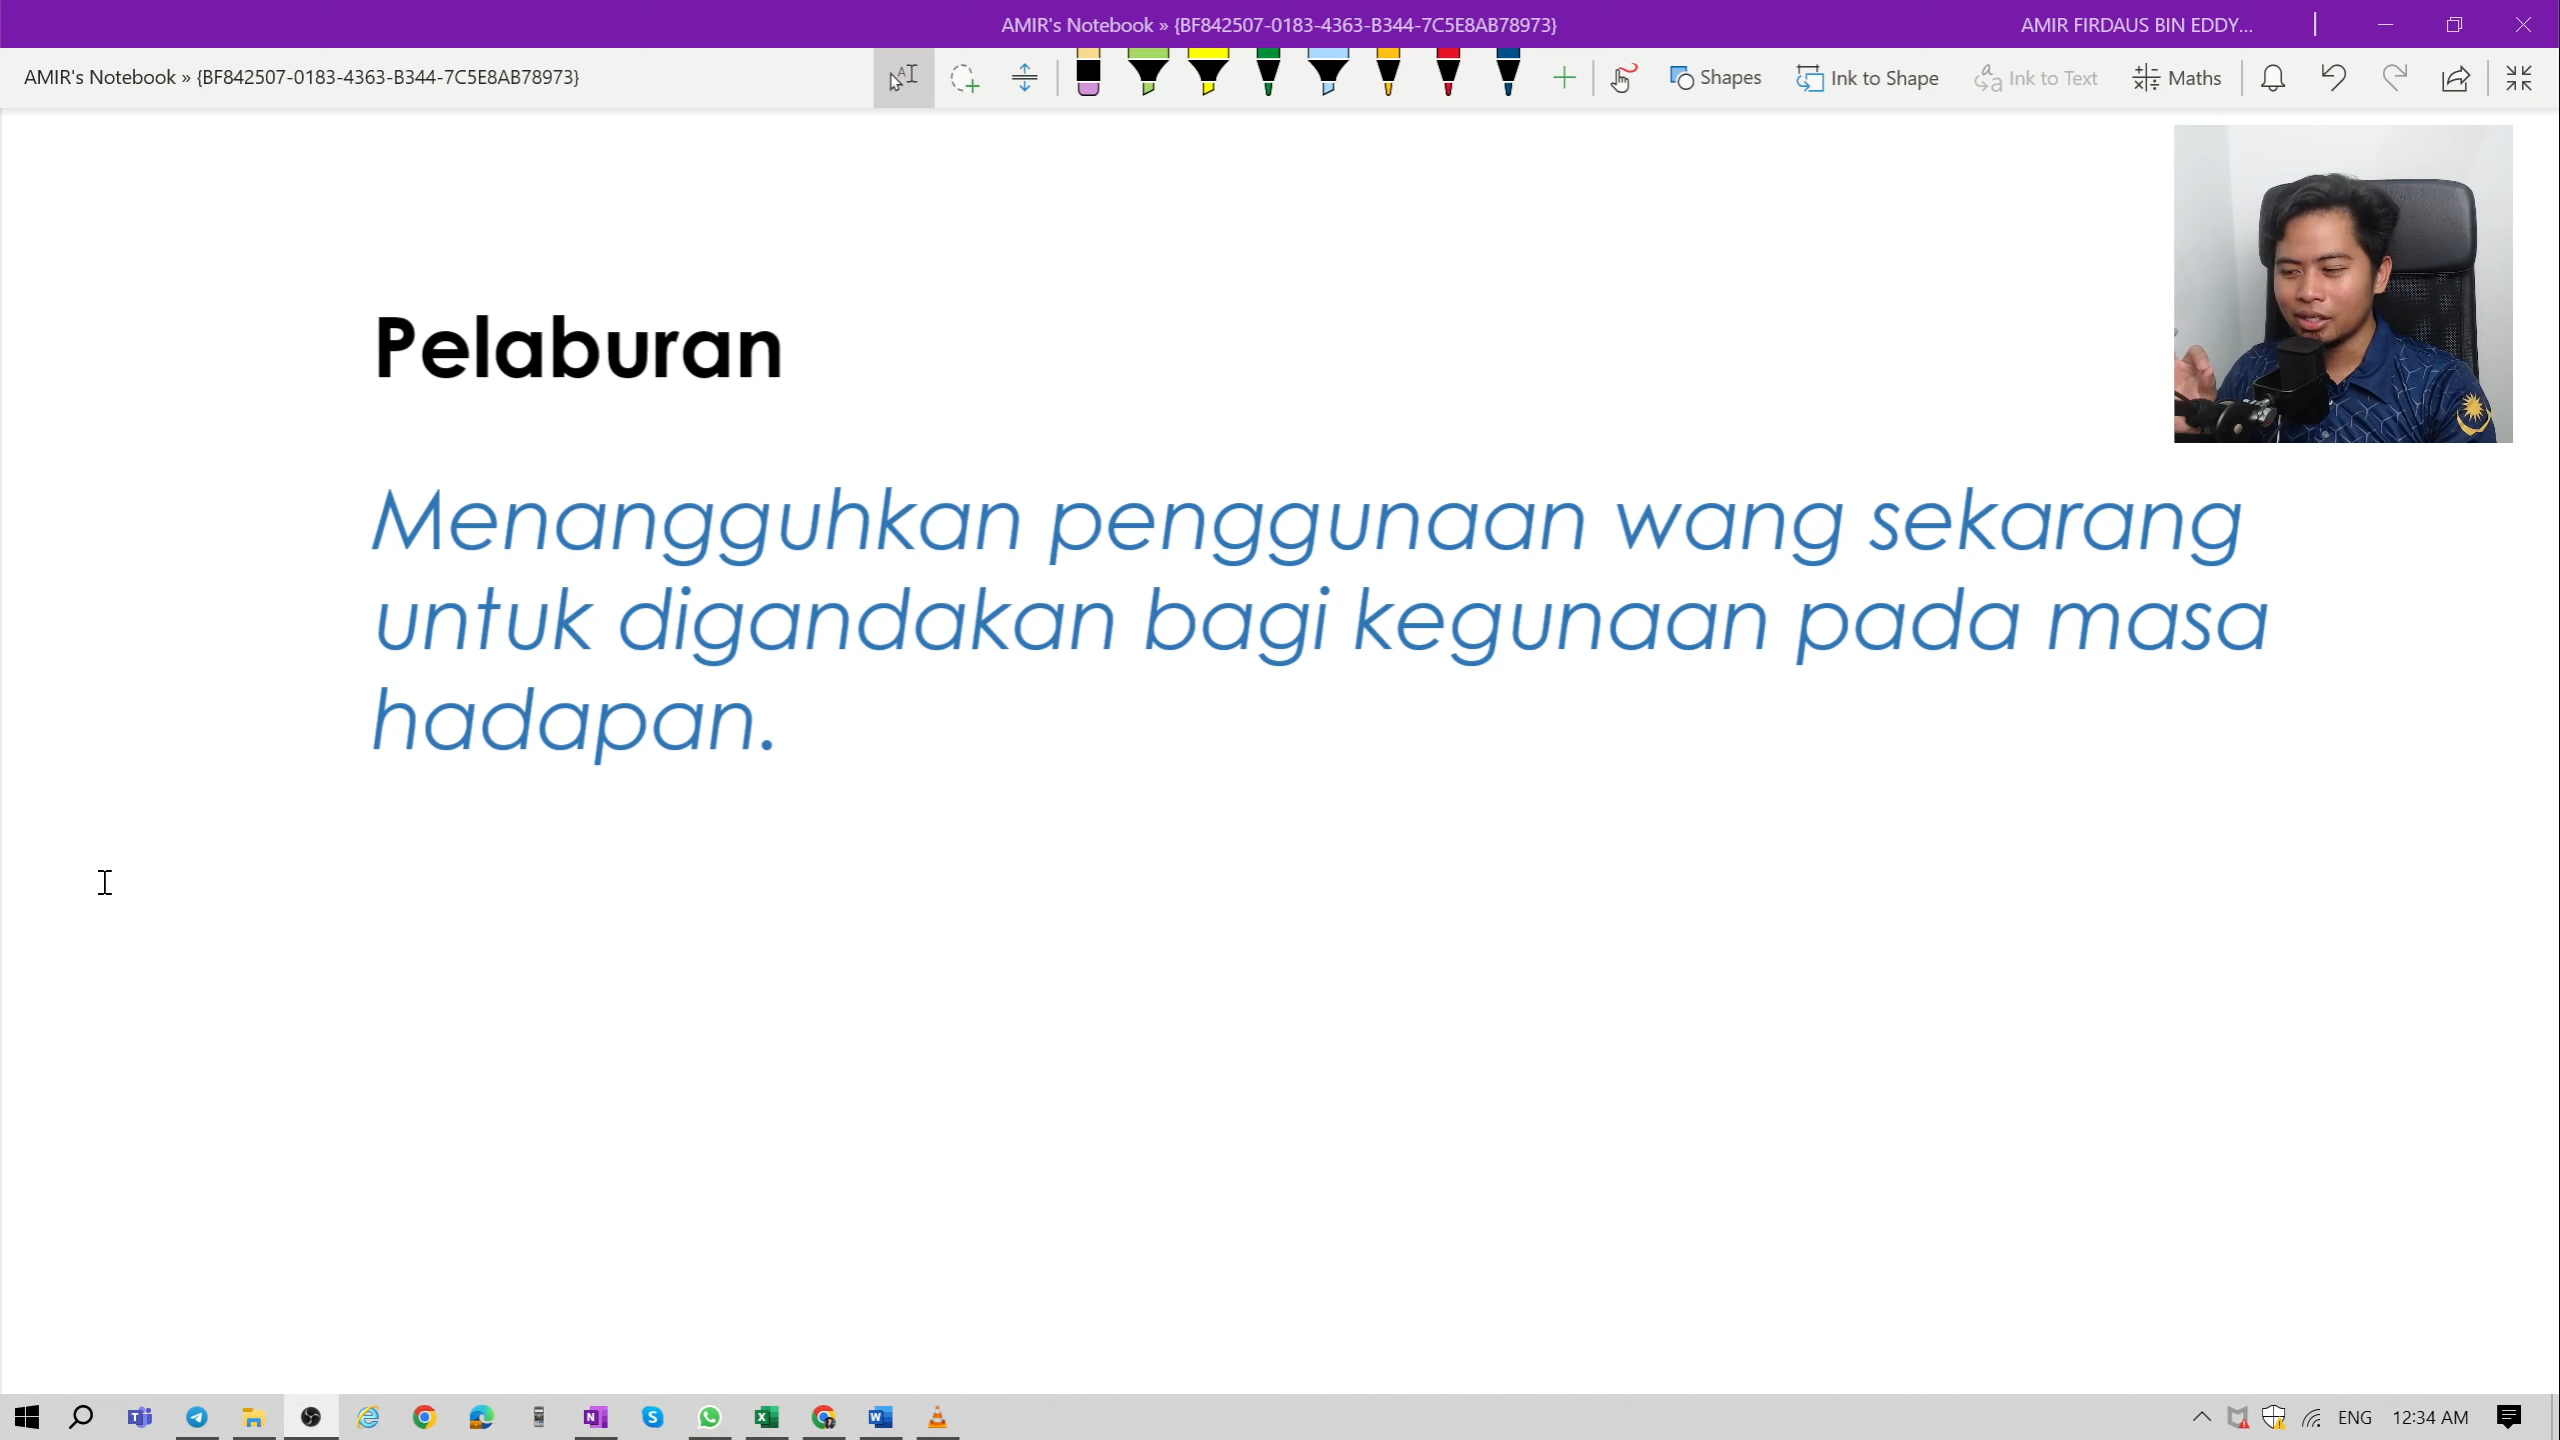 AMIR's Notebook » {BF842507-0183-4363-B344-7C5E8AB78973}
AMIR FIRDAUS BIN EDDY...
AMIR's Notebook » {BF842507-0183-4363-B344-7C5E8AB78973}
Shapes
Ink to Shape
Ink to Text
Maths
Pelaburan
Menangguhkan penggunaan wang sekarang
untuk digandakan bagi kegunaan pada masa
hadapan.
ENG
12:34 AM